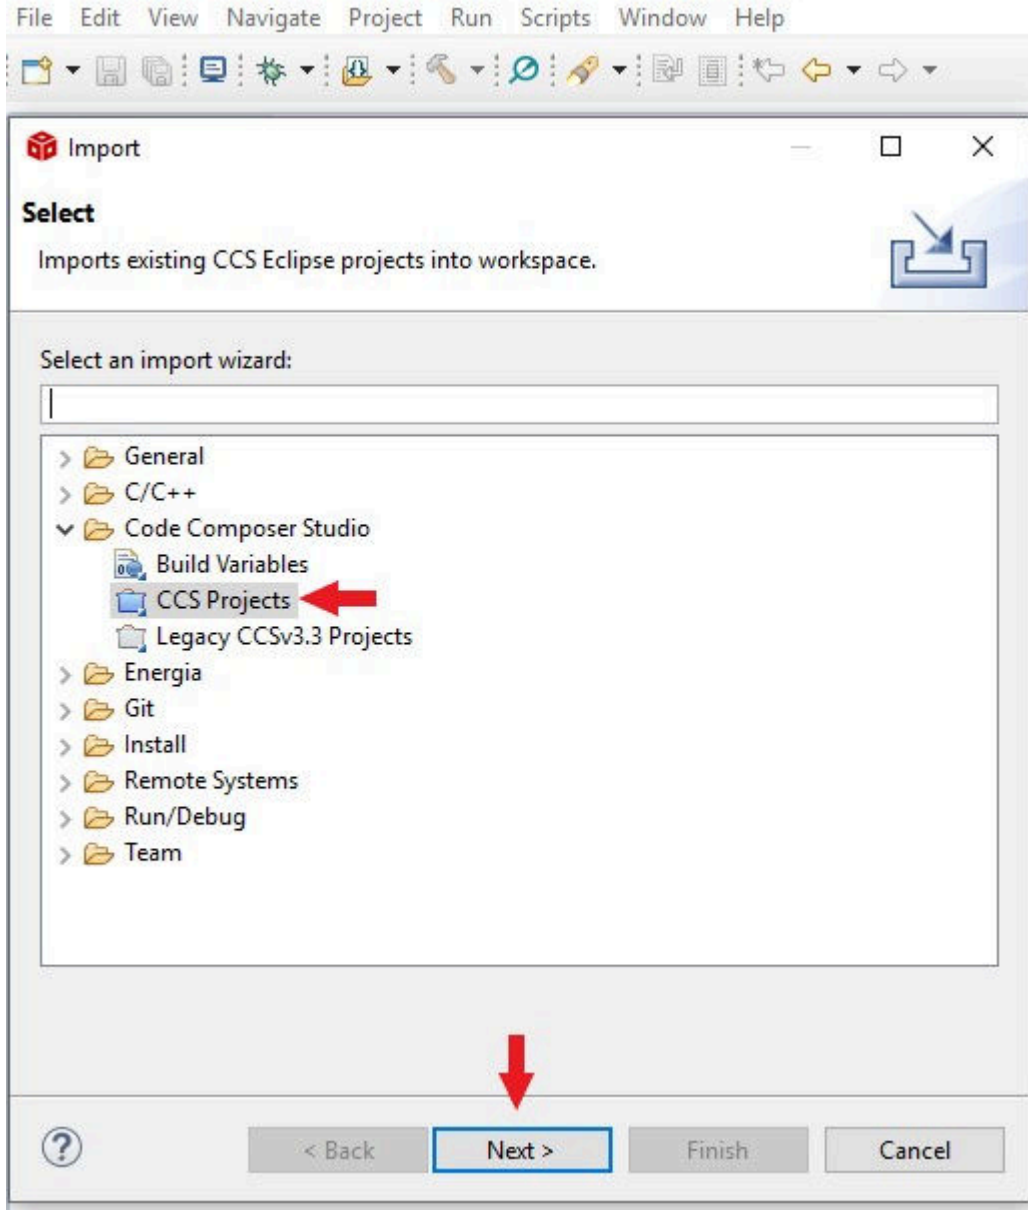 File Edit View Navigate Project Run Scripts Window Help
Import
Select
Imports existing CCS Eclipse projects into workspace.
Select an import wizard:
General
C/C++
Code Composer Studio
Build Variables
CCS Projects
Legacy CCSv3.3 Projects
Energia
Git
Install
Remote Systems
Run/Debug
Team
? < Back Next > Finish Cancel